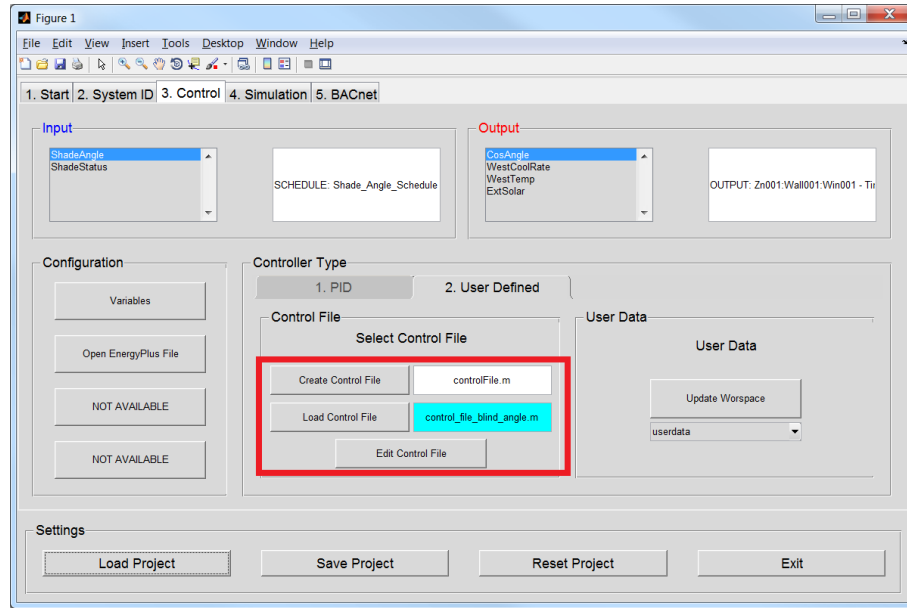 Figure 1
File Edit View Insert Tools Desktop Window Help
1. Start 2. System ID 3. Control 4. Simulation 5. BACnet
Input
ShadeAngle
ShadeStatus
SCHEDULE: Shade_Angle_Schedule
Output
CosAngle
WestCoolRate
WestTemp
ExtSolar
OUTPUT: Zn001:Wall001:Win001 - Tir
Configuration
Variables
Open EnergyPlus File
NOT AVAILABLE
NOT AVAILABLE
Controller Type
1. PID
2. User Defined
Control File
Select Control File
Create Control File
controlFile.m
Load Control File
control_file_blind_angle.m
Edit Control File
User Data
User Data
Update Worspace
userdata
Settings
Load Project
Save Project
Reset Project
Exit